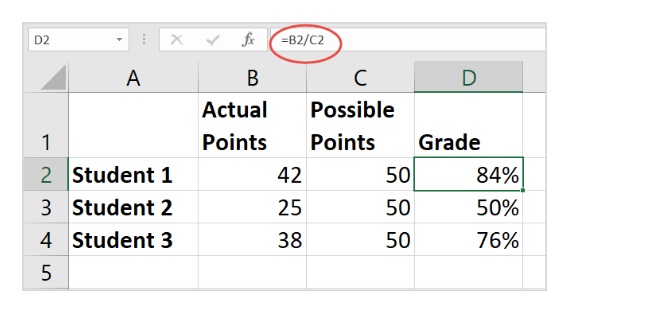 D2 fx =B2/C2
A B C D
Actual Possible
1 Points Points Grade
2 Student 1 42 50 84%
3 Student 2 25 50 50%
4 Student 3 38 50 76%
5